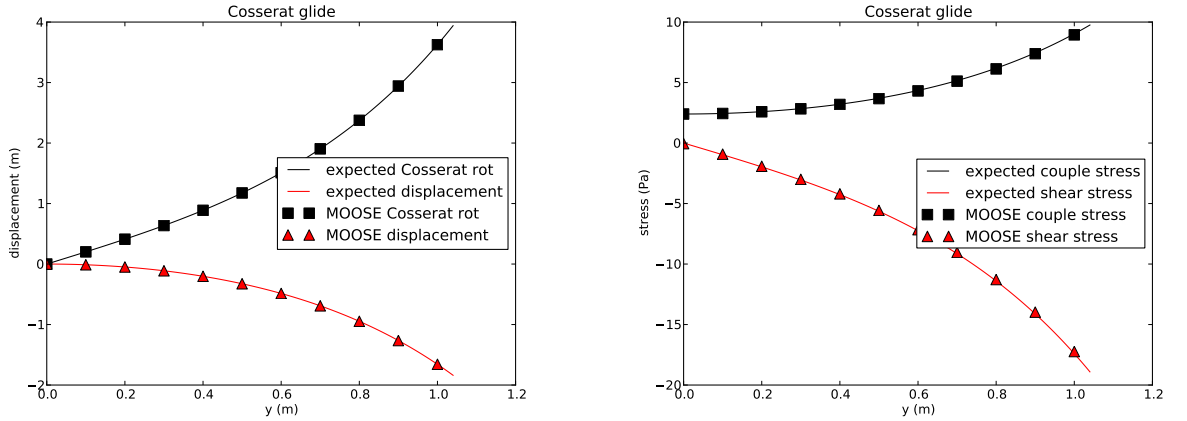 Cosserat glide
4
3
2
1
0
−1
−2
displacement (m)
expected Cosserat rot
expected displacement
MOOSE Cosserat rot
MOOSE displacement
0.0 0.2 0.4 0.6 0.8 1.0 1.2
y (m)
Cosserat glide
10
5
0
−5
−10
−15
−20
stress (Pa)
expected couple stress
expected shear stress
MOOSE couple stress
MOOSE shear stress
0.0 0.2 0.4 0.6 0.8 1.0 1.2
y (m)